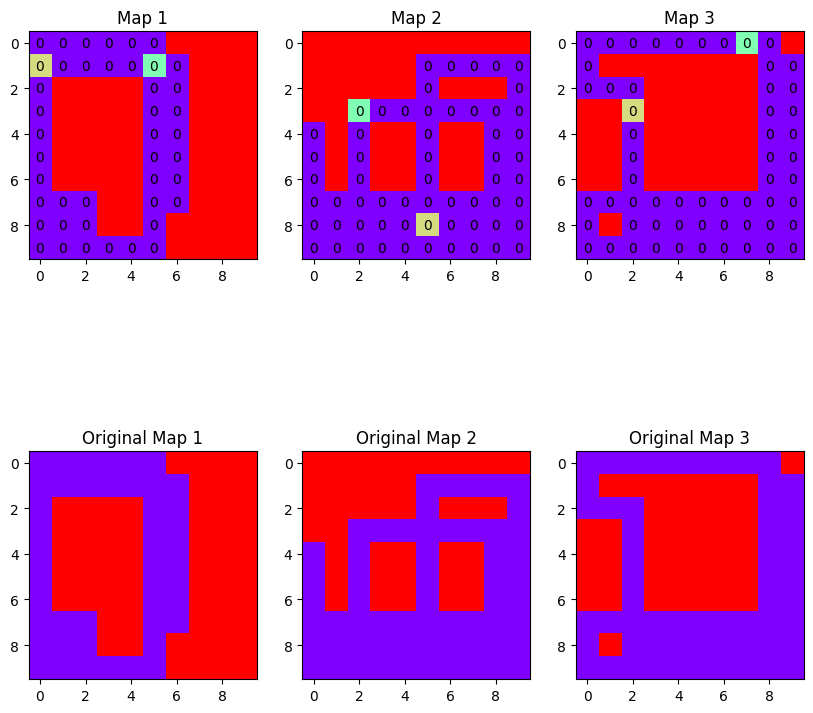 Map 1
0 0 0 0 0 0 0
0 0 0 0 0 0 0
2 0 0 0
0 0 0
4 0 0 0
0 0 0
6 0 0 0
0 0 0 0 0
8 0 0 0 0
0 0 0 0 0 0
0 2 4 6 8
Map 2
0
0 0 0 0 0
2 0 0
0 0 0 0 0 0 0 0
4 0 0 0 0 0
0 0 0 0 0
6 0 0 0 0 0
0 0 0 0 0 0 0 0 0 0
8 0 0 0 0 0 0 0 0 0 0
0 0 0 0 0 0 0 0 0 0
0 2 4 6 8
Map 3
0 0 0 0 0 0 0 0 0 0
0 0 0
2 0 0 0 0 0
0 0 0
4 0 0 0
0 0 0
6 0 0 0
0 0 0 0 0 0 0 0 0 0
8 0 0 0 0 0 0 0 0 0
0 0 0 0 0 0 0 0 0 0
0 2 4 6 8
Original Map 1
0
2
4
6
8
0 2 4 6 8
Original Map 2
0
2
4
6
8
0 2 4 6 8
Original Map 3
0
2
4
6
8
0 2 4 6 8